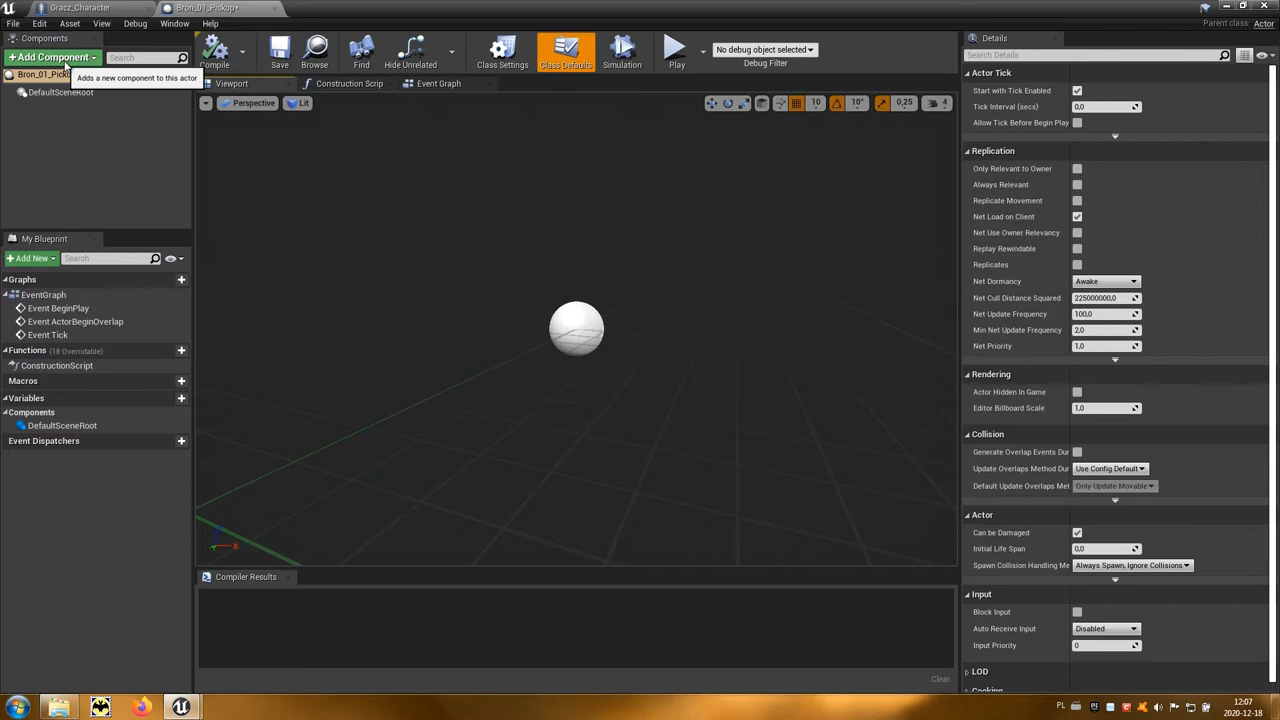 Gracz_Character
Bron_01_Pickup*
File Edit Asset View Debug Window Help
Parent class: Actor
Components
+Add Component
Search
Bron_01_Pick
Adds a new component to this actor
DefaultSceneRoot
Compile
Save
Browse
Find
Hide Unrelated
Class Settings
Class Defaults
Simulation
Play
No debug object selected
Debug Filter
Viewport
Construction Script
Event Graph
Perspective
Lit
10
10°
0,25
4
My Blueprint
+Add New
Search
Graphs
EventGraph
Event BeginPlay
Event ActorBeginOverlap
Event Tick
Functions (18 Overridable)
ConstructionScript
Macros
Variables
Components
DefaultSceneRoot
Event Dispatchers
Z
Y
X
Compiler Results
Clear
Details
Search Details
Actor Tick
Start with Tick Enabled
Tick Interval (secs) 0,0
Allow Tick Before Begin Play
Replication
Only Relevant to Owner
Always Relevant
Replicate Movement
Net Load on Client
Net Use Owner Relevancy
Replay Rewindable
Replicates
Net Dormancy Awake
Net Cull Distance Squared 225000000,0
Net Update Frequency 100,0
Min Net Update Frequency 2,0
Net Priority 1,0
Rendering
Actor Hidden In Game
Editor Billboard Scale 1,0
Collision
Generate Overlap Events Dur
Update Overlaps Method Dur Use Config Default
Default Update Overlaps Met Only Update Movable
Actor
Can be Damaged
Initial Life Span 0,0
Spawn Collision Handling Me Always Spawn, Ignore Collisions
Input
Block Input
Auto Receive Input Disabled
Input Priority 0
LOD
Cooking
PL
12:07
2020-12-18